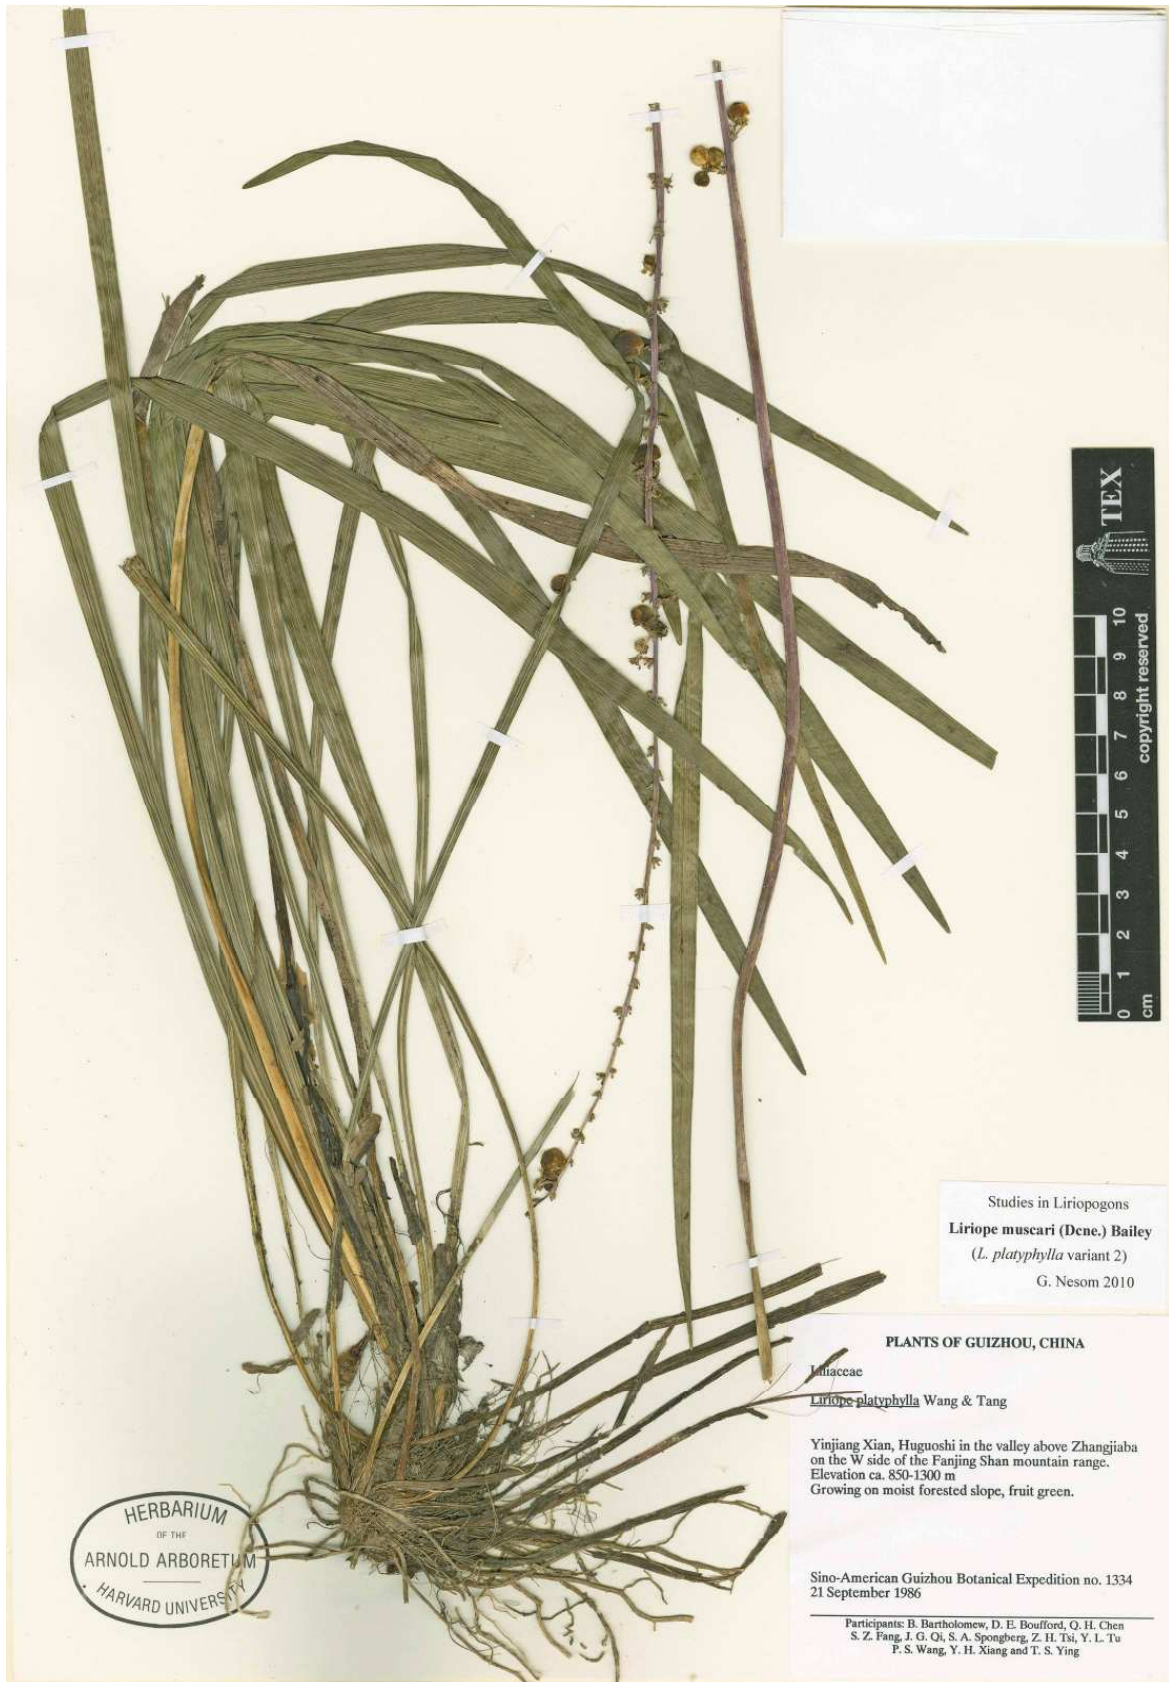 TEX
copyright reserved
10
9
8
7
6
5
4
3
2
1
0
cm
Studies in Liriopogons
Liriope muscari (Dcne.) Bailey
(L. platyphylla variant 2)
G. Nesom 2010
PLANTS OF GUIZHOU, CHINA
Liliaceae
Liriope platyphylla Wang & Tang
Yinjiang Xian, Huguoshi in the valley above Zhangjiaba
on the W side of the Fanjing Shan mountain range.
Elevation ca. 850-1300 m
Growing on moist forested slope, fruit green.
Sino-American Guizhou Botanical Expedition no. 1334
21 September 1986
Participants: B. Bartholomew, D. E. Boufford, Q. H. Chen
S. Z. Fang, J. G. Qi, S. A. Spongberg, Z. H. Tsi, Y. L. Tu
P. S. Wang, Y. H. Xiang and T. S. Ying
HERBARIUM
OF THE
ARNOLD ARBORETUM
HARVARD UNIVERSITY